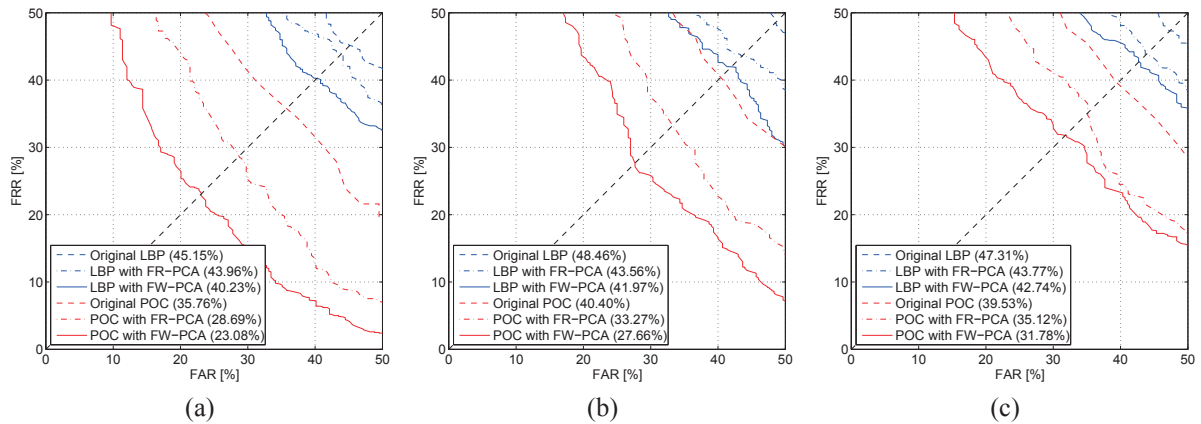 50
40
30
20
10
0
FRR [%]
Original LBP (45.15%)
LBP with FR−PCA (43.96%)
LBP with FW−PCA (40.23%)
Original POC (35.76%)
POC with FR−PCA (28.69%)
POC with FW−PCA (23.08%)
0 10 20 30 40 50
FAR [%]
(a)
50
40
30
20
10
0
FRR [%]
Original LBP (48.46%)
LBP with FR−PCA (43.56%)
LBP with FW−PCA (41.97%)
Original POC (40.40%)
POC with FR−PCA (33.27%)
POC with FW−PCA (27.66%)
0 10 20 30 40 50
FAR [%]
(b)
50
40
30
20
10
0
FRR [%]
Original LBP (47.31%)
LBP with FR−PCA (43.77%)
LBP with FW−PCA (42.74%)
Original POC (39.53%)
POC with FR−PCA (35.12%)
POC with FW−PCA (31.78%)
0 10 20 30 40 50
FAR [%]
(c)